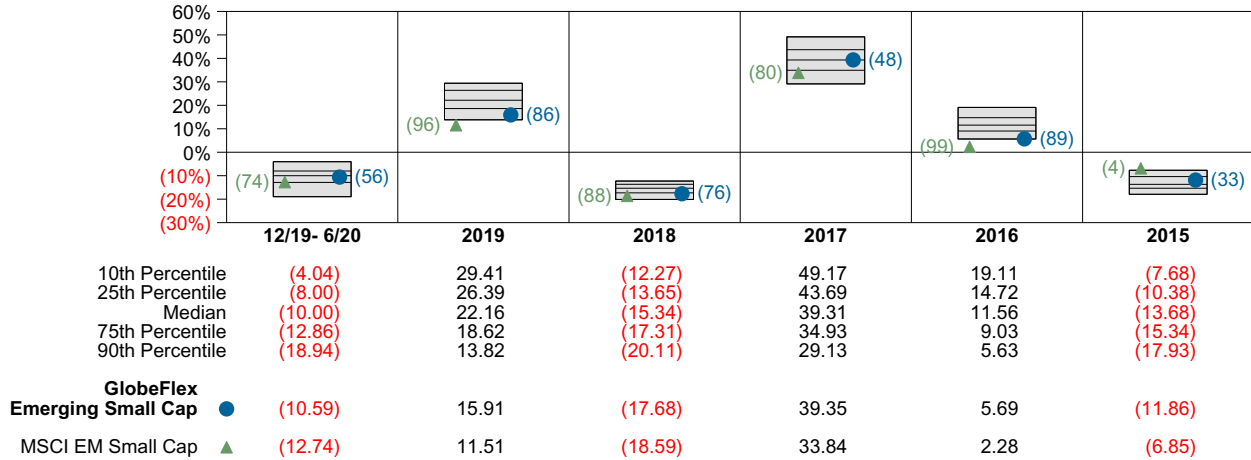 60%
50%
40%
30%
20%
10%
0%
(10%)
(20%)
(30%)
(74)
(56)
(96)
(86)
(88)
(76)
(80)
(48)
(99)
(89)
(4)
(33)
12/19- 6/20 2019 2018 2017 2016 2015
10th Percentile (4.04) 29.41 (12.27) 49.17 19.11 (7.68)
25th Percentile (8.00) 26.39 (13.65) 43.69 14.72 (10.38)
Median (10.00) 22.16 (15.34) 39.31 11.56 (13.68)
75th Percentile (12.86) 18.62 (17.31) 34.93 9.03 (15.34)
90th Percentile (18.94) 13.82 (20.11) 29.13 5.63 (17.93)
GlobeFlex
Emerging Small Cap (10.59) 15.91 (17.68) 39.35 5.69 (11.86)
MSCI EM Small Cap (12.74) 11.51 (18.59) 33.84 2.28 (6.85)